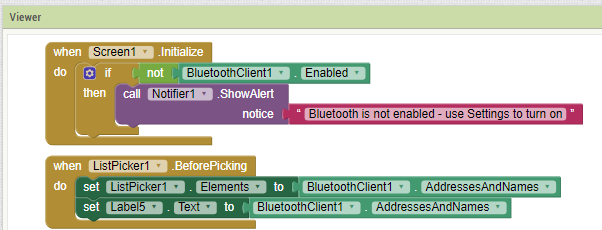 Viewer
when Screen1 .Initialize
do if not BluetoothClient1 . Enabled
then call Notifier1 .ShowAlert
notice “ Bluetooth is not enabled - use Settings to turn on ”
when ListPicker1 .BeforePicking
do set ListPicker1 . Elements to BluetoothClient1 . AddressesAndNames
set Label5 . Text to BluetoothClient1 . AddressesAndNames